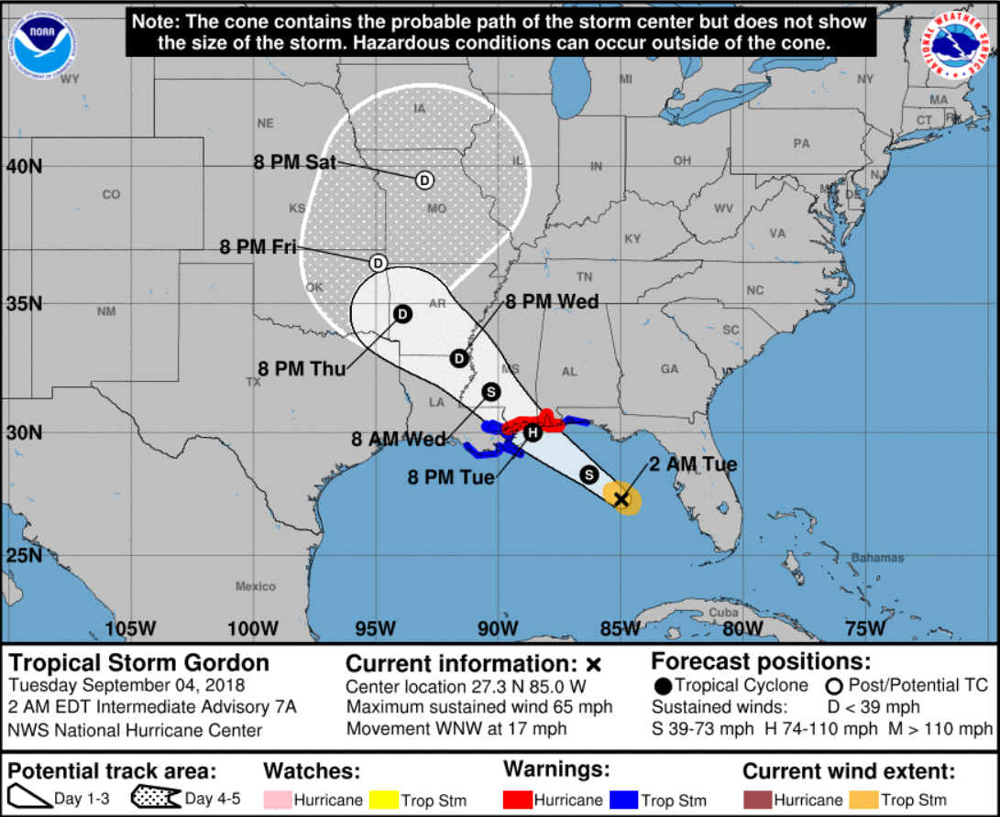 Note: The cone contains the probable path of the storm center but does not show
the size of the storm. Hazardous conditions can occur outside of the cone.
NOAA
NATIONAL WEATHER SERVICE
WY
IA
MI
NY
MA
NE
CT
PA
8 PM Sat
D
IL
IN
OH
40N
NJ
CO
DE
KS
MO
WV
VA
KY
8 PM Fri
D
TN
OK
NC
AR
8 PM Wed
35N
NM
D
SC
D
8 PM Thu
MS
AL
GA
TX
S
LA
30N
H
8 AM Wed
2 AM Tue
8 PM Tue
S
FL
25N
Bahamas
Mexico
Cuba
105W
100W
95W
90W
85W
80W
75W
Tropical Storm Gordon
Tuesday September 04, 2018
2 AM EDT Intermediate Advisory 7A
NWS National Hurricane Center
Current information: ×
Center location 27.3 N 85.0 W
Maximum sustained wind 65 mph
Movement WNW at 17 mph
Forecast positions:
Tropical Cyclone Post/Potential TC
Sustained winds: D < 39 mph
S 39-73 mph H 74-110 mph M > 110 mph
Potential track area:
Day 1-3 Day 4-5
Watches:
Hurricane Trop Stm
Warnings:
Hurricane Trop Stm
Current wind extent:
Hurricane Trop Stm